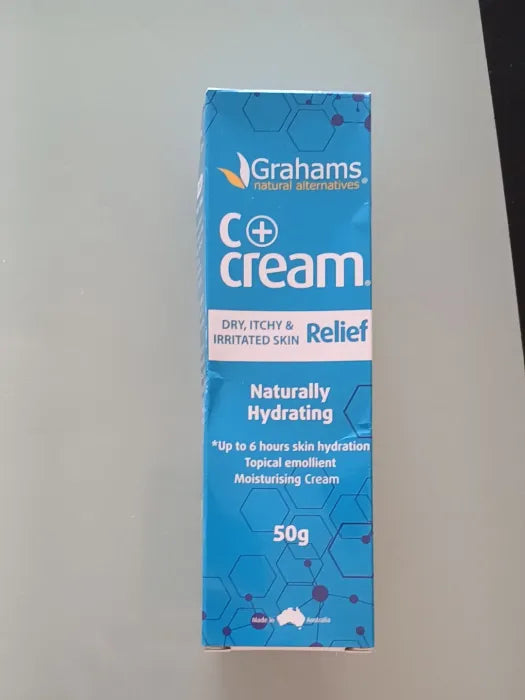 Grahams
natural alternatives®
C+
cream®
DRY, ITCHY &
IRRITATED SKIN Relief
Naturally
Hydrating
*Up to 6 hours skin hydration
Topical emollient
Moisturising Cream
50g
Made in Australia